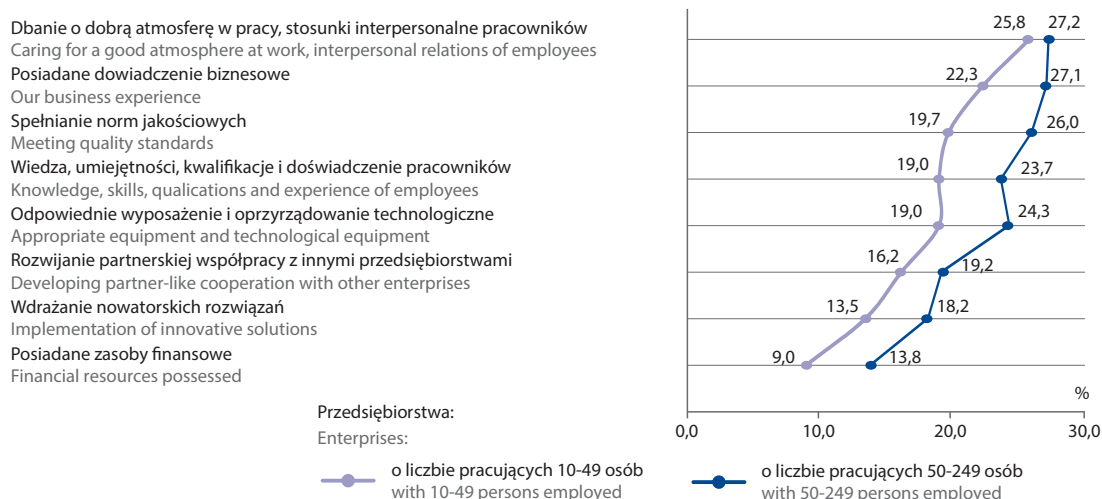 Dbanie o dobrą atmosferę w pracy, stosunki interpersonalne pracowników
Caring for a good atmosphere at work, interpersonal relations of employees
Posiadane dowiadczenie biznesowe
Our business experience
Spełnianie norm jakościowych
Meeting quality standards
Wiedza, umiejętności, kwalifikacje i doświadczenie pracowników
Knowledge, skills, qualications and experience of employees
Odpowiednie wyposażenie i oprzyrządowanie technologiczne
Appropriate equipment and technological equipment
Rozwijanie partnerskiej współpracy z innymi przedsiębiorstwami
Developing partner-like cooperation with other enterprises
Wdrażanie nowatorskich rozwiązań
Implementation of innovative solutions
Posiadane zasoby finansowe
Financial resources possessed
25,8 27,2
22,3 27,1
19,7 26,0
19,0 23,7
19,0 24,3
16,2 19,2
13,5 18,2
9,0 13,8
%
0,0 10,0 20,0 30,0
Przedsiębiorstwa:
Enterprises:
o liczbie pracujących 10-49 osób
with 10-49 persons employed
o liczbie pracujących 50-249 osób
with 50-249 persons employed